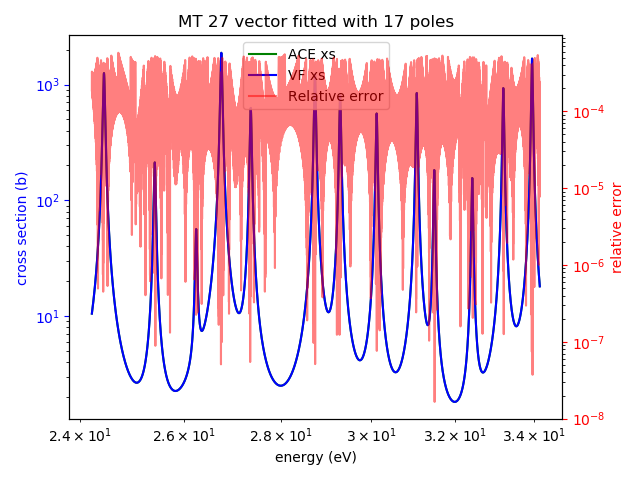 MT 27 vector fitted with 17 poles
ACE xs
VF xs
Relative error
cross section (b)
10³
10²
10¹
relative error
10⁻⁴
10⁻⁵
10⁻⁶
10⁻⁷
10⁻⁸
2.4 × 10¹ 2.6 × 10¹ 2.8 × 10¹ 3 × 10¹ 3.2 × 10¹ 3.4 × 10¹
energy (eV)